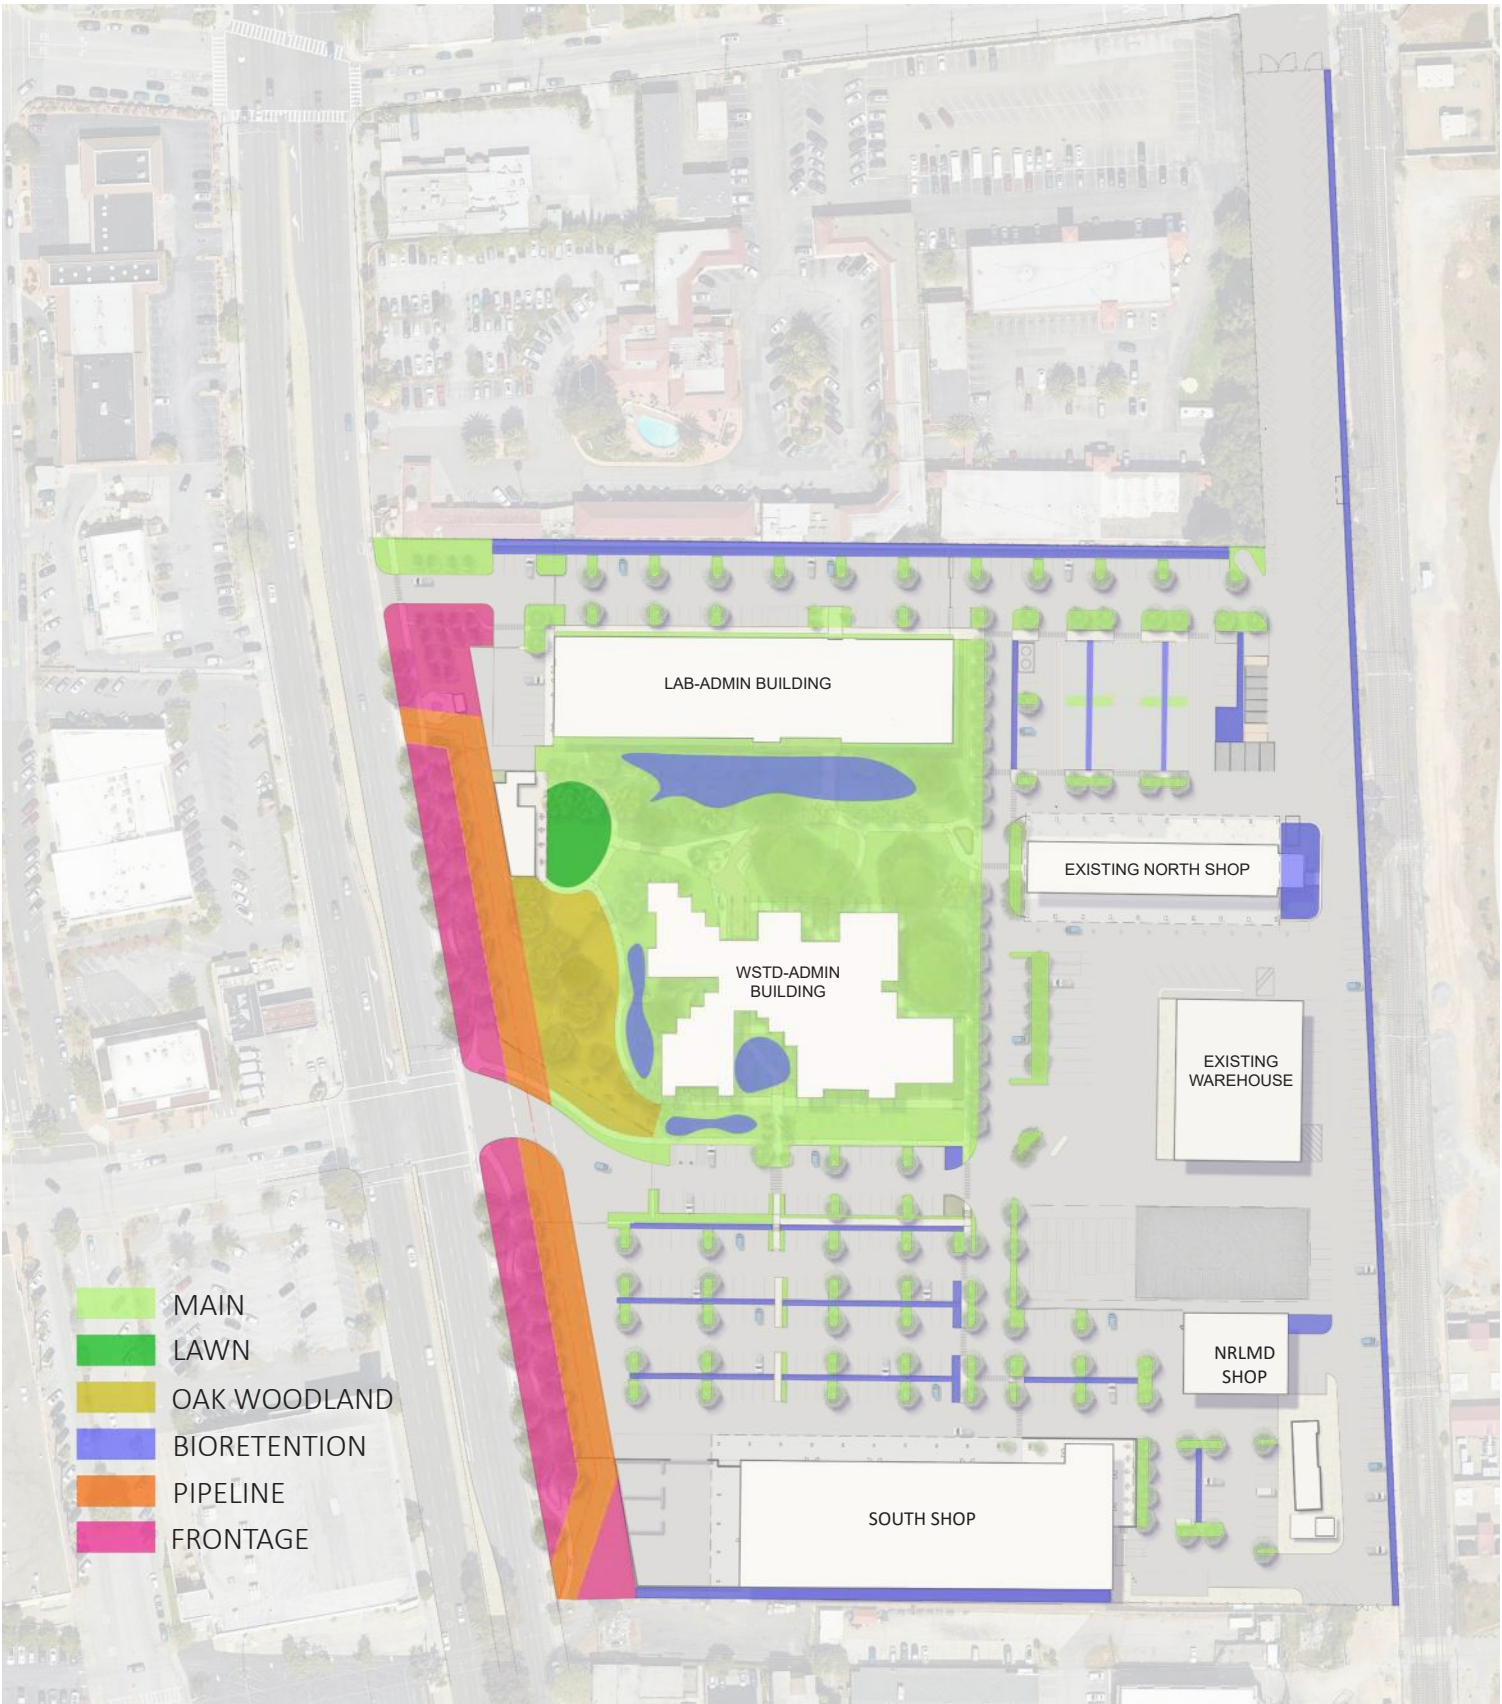 LAB-ADMIN BUILDING
EXISTING NORTH SHOP
WSTD-ADMIN
BUILDING
EXISTING
WAREHOUSE
MAIN
LAWN
OAK WOODLAND
BIORETENTION
PIPELINE
FRONTAGE
NRLMD
SHOP
SOUTH SHOP